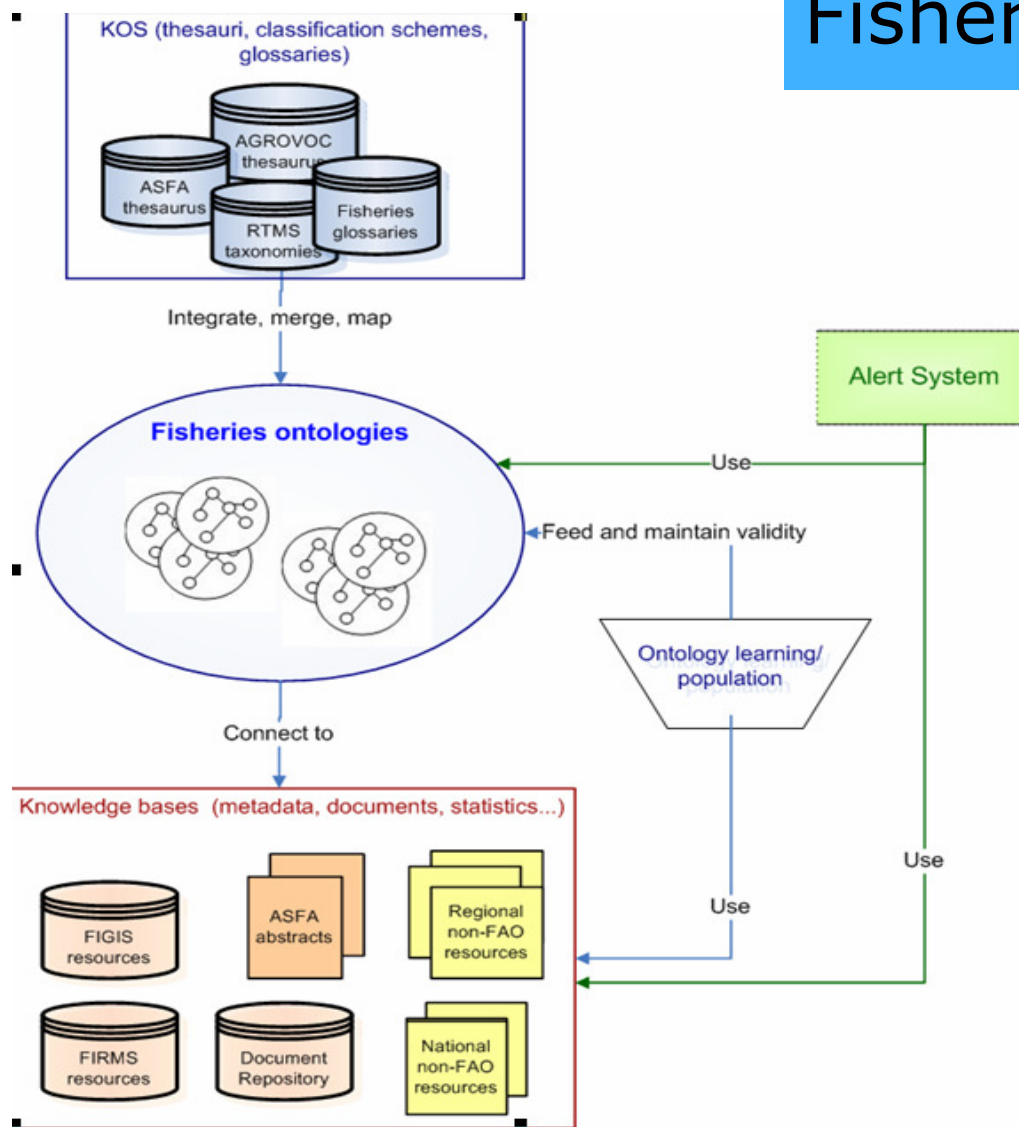 Fisher
KOS (thesauri, classification schemes,
glossaries)
AGROVOC
thesaurus
ASFA
thesaurus
RTMS
taxonomies
Fisheries
glossaries
Integrate, merge, map
Alert System
Fisheries ontologies
Use
Feed and maintain validity
Ontology learning/
population
Connect to
Knowledge bases (metadata, documents, statistics...)
Use
Use
FIGIS
resources
ASFA
abstracts
Regional
non-FAO
resources
FIRMS
resources
Document
Repository
National
non-FAO
resources